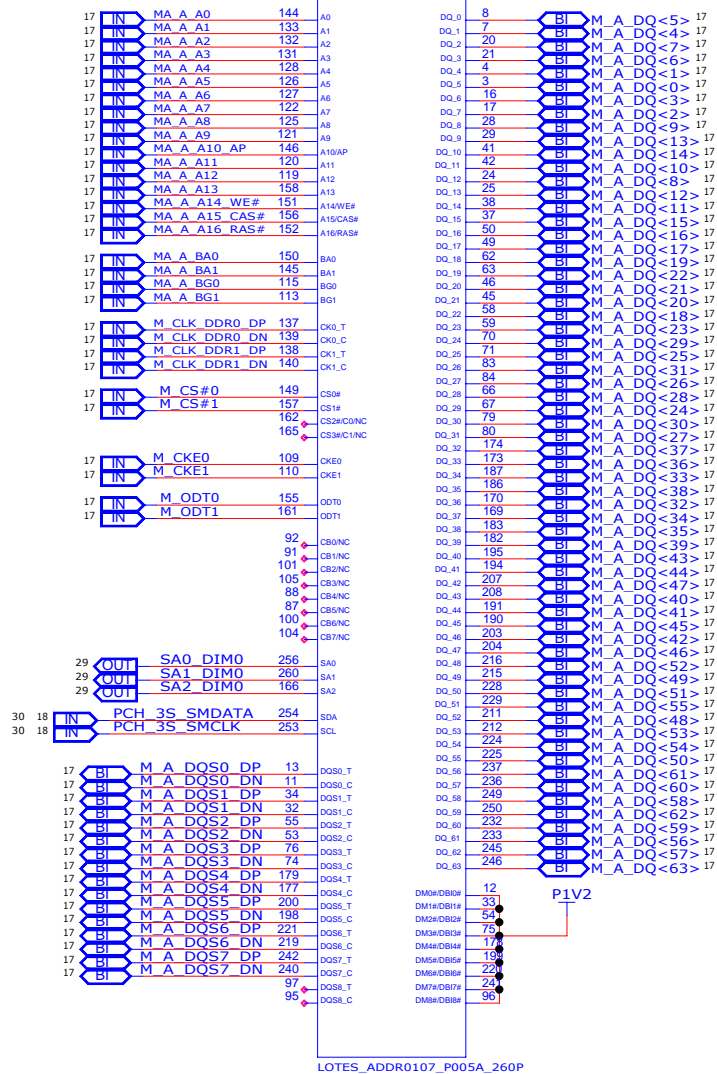 17 IN MA_A_A0 144 A0
17 IN MA_A_A1 133 A1
17 IN MA_A_A2 132 A2
17 IN MA_A_A3 131 A3
17 IN MA_A_A4 128 A4
17 IN MA_A_A5 126 A5
17 IN MA_A_A6 127 A6
17 IN MA_A_A7 122 A7
17 IN MA_A_A8 125 A8
17 IN MA_A_A9 121 A9
17 IN MA_A_A10_AP 146 A10/AP
17 IN MA_A_A11 120 A11
17 IN MA_A_A12 119 A12
17 IN MA_A_A13 158 A13
17 IN MA_A_A14_WE# 151 A14/WE#
17 IN MA_A_A15_CAS# 156 A15/CAS#
17 IN MA_A_A16_RAS# 152 A16/RAS#
17 IN MA_A_BA0 150 BA0
17 IN MA_A_BA1 145 BA1
17 IN MA_A_BG0 115 BG0
17 IN MA_A_BG1 113 BG1
17 IN M_CLK_DDR0_DP 137 CK0_T
17 IN M_CLK_DDR0_DN 139 CK0_C
17 IN M_CLK_DDR1_DP 138 CK1_T
17 IN M_CLK_DDR1_DN 140 CK1_C
17 IN M_CS#0 149 CS0#
17 IN M_CS#1 157 CS1#
162 CS2#/C0/NC
165 CS3#/C1/NC
17 IN M_CKE0 109 CKE0
17 IN M_CKE1 110 CKE1
17 IN M_ODT0 155 ODT0
17 IN M_ODT1 161 ODT1
92 CB0/NC
91 CB1/NC
101 CB2/NC
105 CB3/NC
88 CB4/NC
87 CB5/NC
100 CB6/NC
104 CB7/NC
29 OUT SA0_DIM0 256 SA0
29 OUT SA1_DIM0 260 SA1
29 OUT SA2_DIM0 166 SA2
30 18 IN PCH_3S_SMDATA 254 SDA
30 18 IN PCH_3S_SMCLK 253 SCL
17 BI M_A_DQS0_DP 13 DQS0_T
17 BI M_A_DQS0_DN 11 DQS0_C
17 BI M_A_DQS1_DP 34 DQS1_T
17 BI M_A_DQS1_DN 32 DQS1_C
17 BI M_A_DQS2_DP 55 DQS2_T
17 BI M_A_DQS2_DN 53 DQS2_C
17 BI M_A_DQS3_DP 76 DQS3_T
17 BI M_A_DQS3_DN 74 DQS3_C
17 BI M_A_DQS4_DP 179 DQS4_T
17 BI M_A_DQS4_DN 177 DQS4_C
17 BI M_A_DQS5_DP 200 DQS5_T
17 BI M_A_DQS5_DN 198 DQS5_C
17 BI M_A_DQS6_DP 221 DQS6_T
17 BI M_A_DQS6_DN 219 DQS6_C
17 BI M_A_DQS7_DP 242 DQS7_T
17 BI M_A_DQS7_DN 240 DQS7_C
97 DQS8_T
95 DQS8_C
DQ_0 8 BI M_A_DQ<5> 17
DQ_1 7 BI M_A_DQ<4> 17
DQ_2 20 BI M_A_DQ<7> 17
DQ_3 21 BI M_A_DQ<6> 17
DQ_4 4 BI M_A_DQ<1> 17
DQ_5 3 BI M_A_DQ<0> 17
DQ_6 16 BI M_A_DQ<3> 17
DQ_7 17 BI M_A_DQ<2> 17
DQ_8 28 BI M_A_DQ<9> 17
DQ_9 29 BI M_A_DQ<13> 17
DQ_10 41 BI M_A_DQ<14> 17
DQ_11 42 BI M_A_DQ<10> 17
DQ_12 24 BI M_A_DQ<8> 17
DQ_13 25 BI M_A_DQ<12> 17
DQ_14 38 BI M_A_DQ<11> 17
DQ_15 37 BI M_A_DQ<15> 17
DQ_16 50 BI M_A_DQ<16> 17
DQ_17 49 BI M_A_DQ<17> 17
DQ_18 62 BI M_A_DQ<19> 17
DQ_19 63 BI M_A_DQ<22> 17
DQ_20 46 BI M_A_DQ<21> 17
DQ_21 45 BI M_A_DQ<20> 17
DQ_22 58 BI M_A_DQ<18> 17
DQ_23 59 BI M_A_DQ<23> 17
DQ_24 70 BI M_A_DQ<29> 17
DQ_25 71 BI M_A_DQ<25> 17
DQ_26 83 BI M_A_DQ<31> 17
DQ_27 84 BI M_A_DQ<26> 17
DQ_28 66 BI M_A_DQ<28> 17
DQ_29 67 BI M_A_DQ<24> 17
DQ_30 79 BI M_A_DQ<30> 17
DQ_31 80 BI M_A_DQ<27> 17
DQ_32 174 BI M_A_DQ<37> 17
DQ_33 173 BI M_A_DQ<36> 17
DQ_34 187 BI M_A_DQ<33> 17
DQ_35 186 BI M_A_DQ<38> 17
DQ_36 170 BI M_A_DQ<32> 17
DQ_37 169 BI M_A_DQ<34> 17
DQ_38 183 BI M_A_DQ<35> 17
DQ_39 182 BI M_A_DQ<39> 17
DQ_40 195 BI M_A_DQ<43> 17
DQ_41 194 BI M_A_DQ<44> 17
DQ_42 207 BI M_A_DQ<47> 17
DQ_43 208 BI M_A_DQ<40> 17
DQ_44 191 BI M_A_DQ<41> 17
DQ_45 190 BI M_A_DQ<45> 17
DQ_46 203 BI M_A_DQ<42> 17
DQ_47 204 BI M_A_DQ<46> 17
DQ_48 216 BI M_A_DQ<52> 17
DQ_49 215 BI M_A_DQ<49> 17
DQ_50 228 BI M_A_DQ<51> 17
DQ_51 229 BI M_A_DQ<55> 17
DQ_52 211 BI M_A_DQ<48> 17
DQ_53 212 BI M_A_DQ<53> 17
DQ_54 224 BI M_A_DQ<54> 17
DQ_55 225 BI M_A_DQ<50> 17
DQ_56 237 BI M_A_DQ<61> 17
DQ_57 236 BI M_A_DQ<60> 17
DQ_58 249 BI M_A_DQ<58> 17
DQ_59 250 BI M_A_DQ<62> 17
DQ_60 232 BI M_A_DQ<59> 17
DQ_61 233 BI M_A_DQ<56> 17
DQ_62 245 BI M_A_DQ<57> 17
DQ_63 246 BI M_A_DQ<63> 17
P1V2
DM0#/DBI0# 12
DM1#/DBI1# 33
DM2#/DBI2# 54
DM3#/DBI3# 75
DM4#/DBI4# 178
DM5#/DBI5# 199
DM6#/DBI6# 220
DM7#/DBI7# 241
DM8#/DBI8# 96
LOTES_ADDR0107_P005A_260P